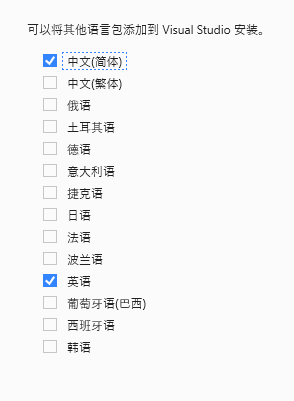 可以将其他语言包添加到 Visual Studio 安装。
中文(简体)
中文(繁体)
俄语
土耳其语
德语
意大利语
捷克语
日语
法语
波兰语
英语
葡萄牙语(巴西)
西班牙语
韩语